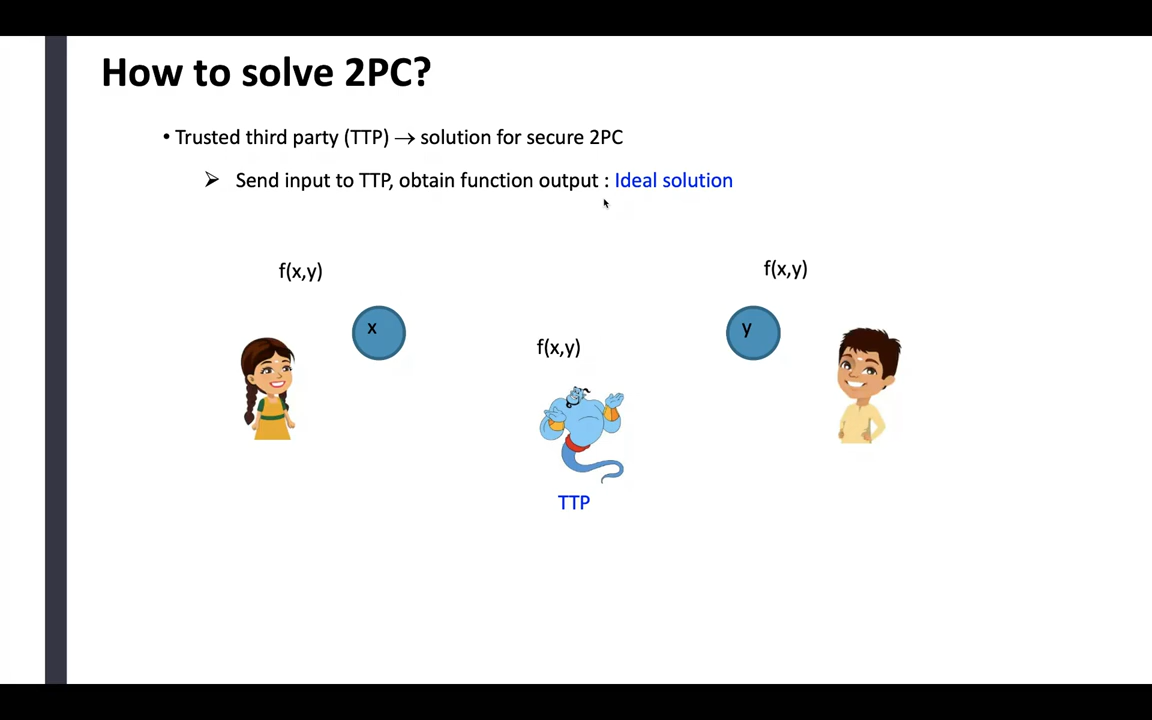 How to solve 2PC?
• Trusted third party (TTP) → solution for secure 2PC
➢ Send input to TTP, obtain function output : Ideal solution
f(x,y)
f(x,y)
x
y
f(x,y)
TTP